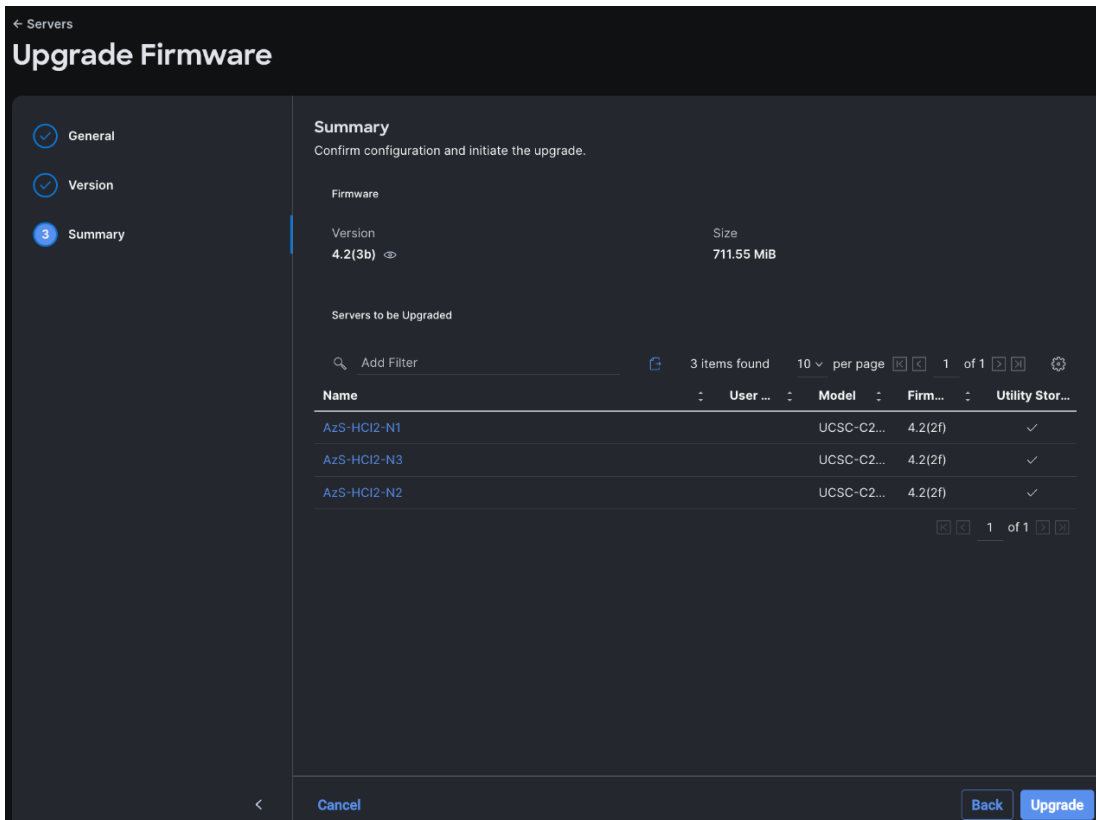 ← Servers
Upgrade Firmware
General
Version
3 Summary
Summary
Confirm configuration and initiate the upgrade.
Firmware
Version Size
4.2(3b) 711.55 MiB
Servers to be Upgraded
Add Filter 3 items found 10 per page 1 of 1
Name User ... Model Firm... Utility Stor...
AzS-HCI2-N1 UCSC-C2... 4.2(2f)
AzS-HCI2-N3 UCSC-C2... 4.2(2f)
AzS-HCI2-N2 UCSC-C2... 4.2(2f)
1 of 1
Cancel Back Upgrade